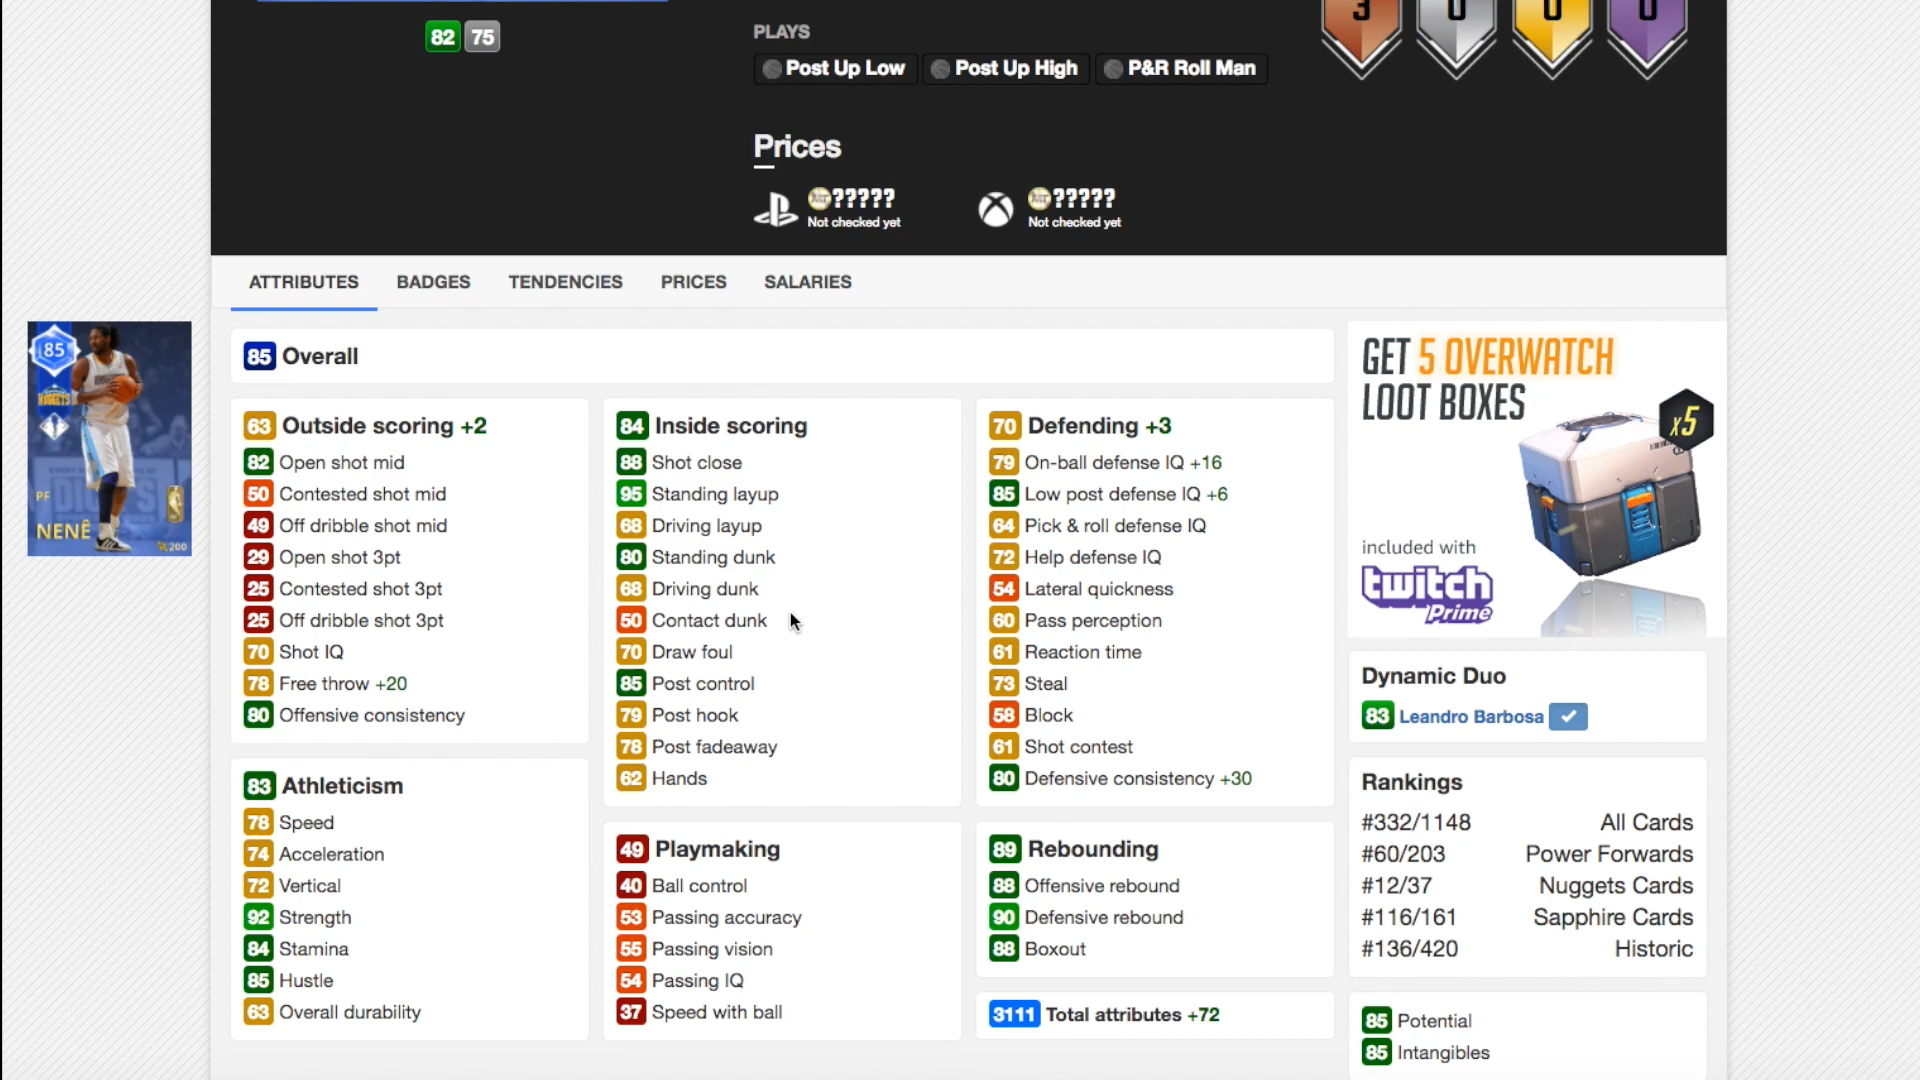 82 75
PLAYS
Post Up Low Post Up High P&R Roll Man
3 0 0 0
Prices
MT ?????
Not checked yet
MT ?????
Not checked yet
ATTRIBUTES BADGES TENDENCIES PRICES SALARIES
85
NUGGETS
PF
NENÊ
200
85 Overall
63 Outside scoring +2
82 Open shot mid
50 Contested shot mid
49 Off dribble shot mid
29 Open shot 3pt
25 Contested shot 3pt
25 Off dribble shot 3pt
70 Shot IQ
78 Free throw +20
80 Offensive consistency
83 Athleticism
78 Speed
74 Acceleration
72 Vertical
92 Strength
84 Stamina
85 Hustle
63 Overall durability
84 Inside scoring
88 Shot close
95 Standing layup
68 Driving layup
80 Standing dunk
68 Driving dunk
50 Contact dunk
70 Draw foul
85 Post control
79 Post hook
78 Post fadeaway
62 Hands
49 Playmaking
40 Ball control
53 Passing accuracy
55 Passing vision
54 Passing IQ
37 Speed with ball
70 Defending +3
79 On-ball defense IQ +16
85 Low post defense IQ +6
64 Pick & roll defense IQ
72 Help defense IQ
54 Lateral quickness
60 Pass perception
61 Reaction time
73 Steal
58 Block
61 Shot contest
80 Defensive consistency +30
89 Rebounding
88 Offensive rebound
90 Defensive rebound
88 Boxout
3111 Total attributes +72
GET 5 OVERWATCH
LOOT BOXES
x5
included with
twitch
Prime
Dynamic Duo
83 Leandro Barbosa
Rankings
#332/1148 All Cards
#60/203 Power Forwards
#12/37 Nuggets Cards
#116/161 Sapphire Cards
#136/420 Historic
85 Potential
85 Intangibles